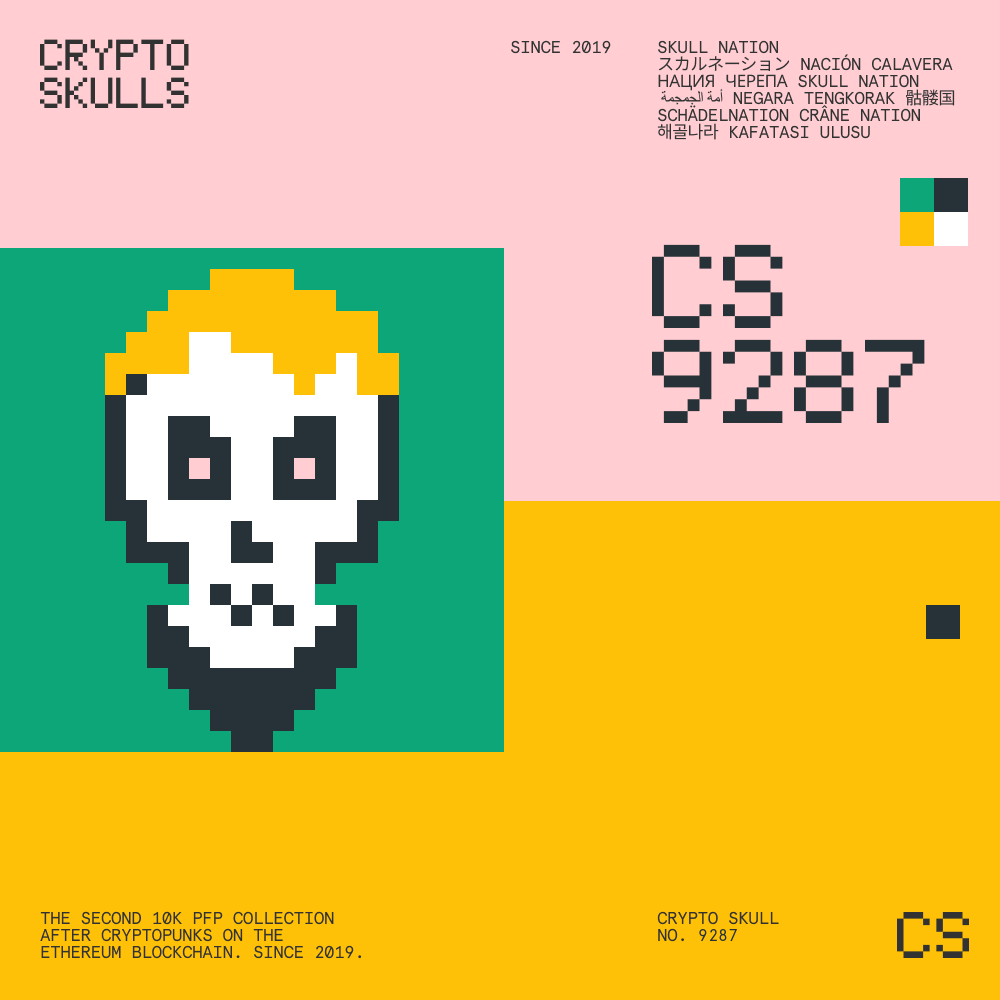 CRYPTO
SKULLS
SINCE 2019
SKULL NATION
スカルネーション NACIÓN CALAVERA
НАЦИЯ ЧЕРЕПА SKULL NATION
أمة الجمجمة NEGARA TENGKORAK 骷髅国
SCHÄDELNATION CRÂNE NATION
해골나라 KAFATASI ULUSU
CS
9287
THE SECOND 10K PFP COLLECTION
AFTER CRYPTOPUNKS ON THE
ETHEREUM BLOCKCHAIN. SINCE 2019.
CRYPTO SKULL
NO. 9287
CS